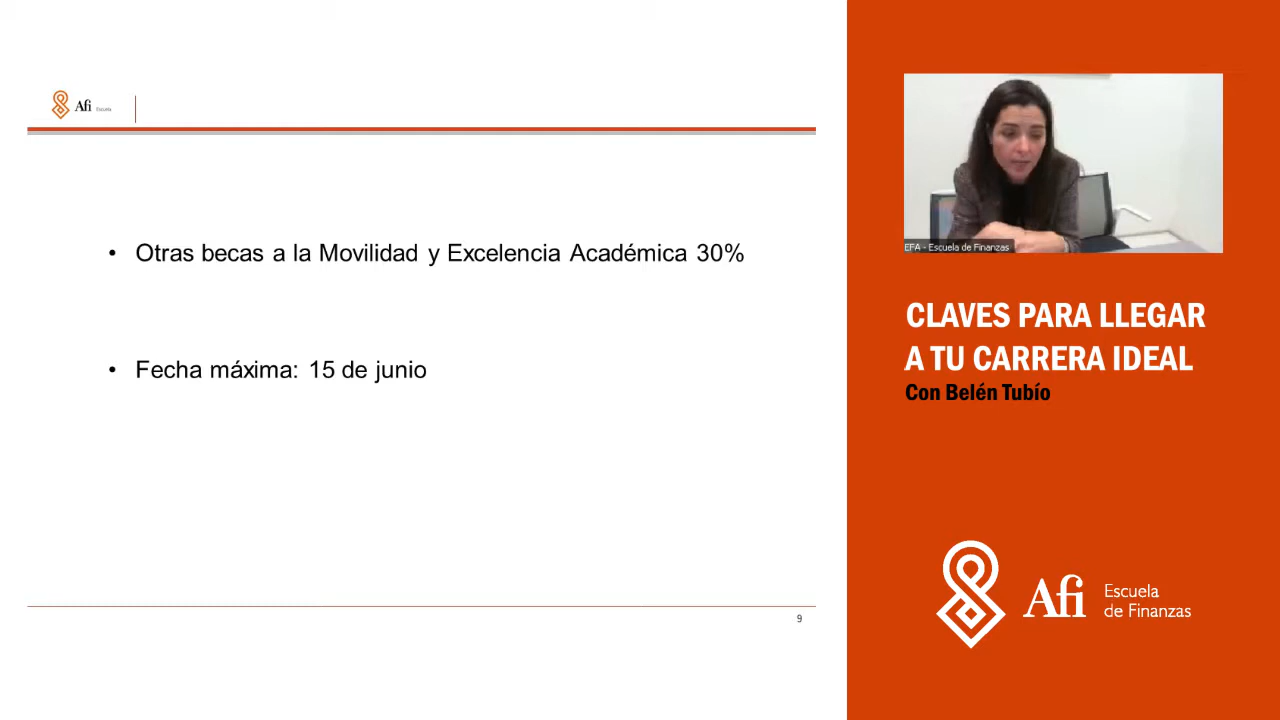 Afi Escuela
• Otras becas a la Movilidad y Excelencia Académica 30%
• Fecha máxima: 15 de junio
9
EFA - Escuela de Finanzas
CLAVES PARA LLEGAR
A TU CARRERA IDEAL
Con Belén Tubío
Afi Escuela
de Finanzas